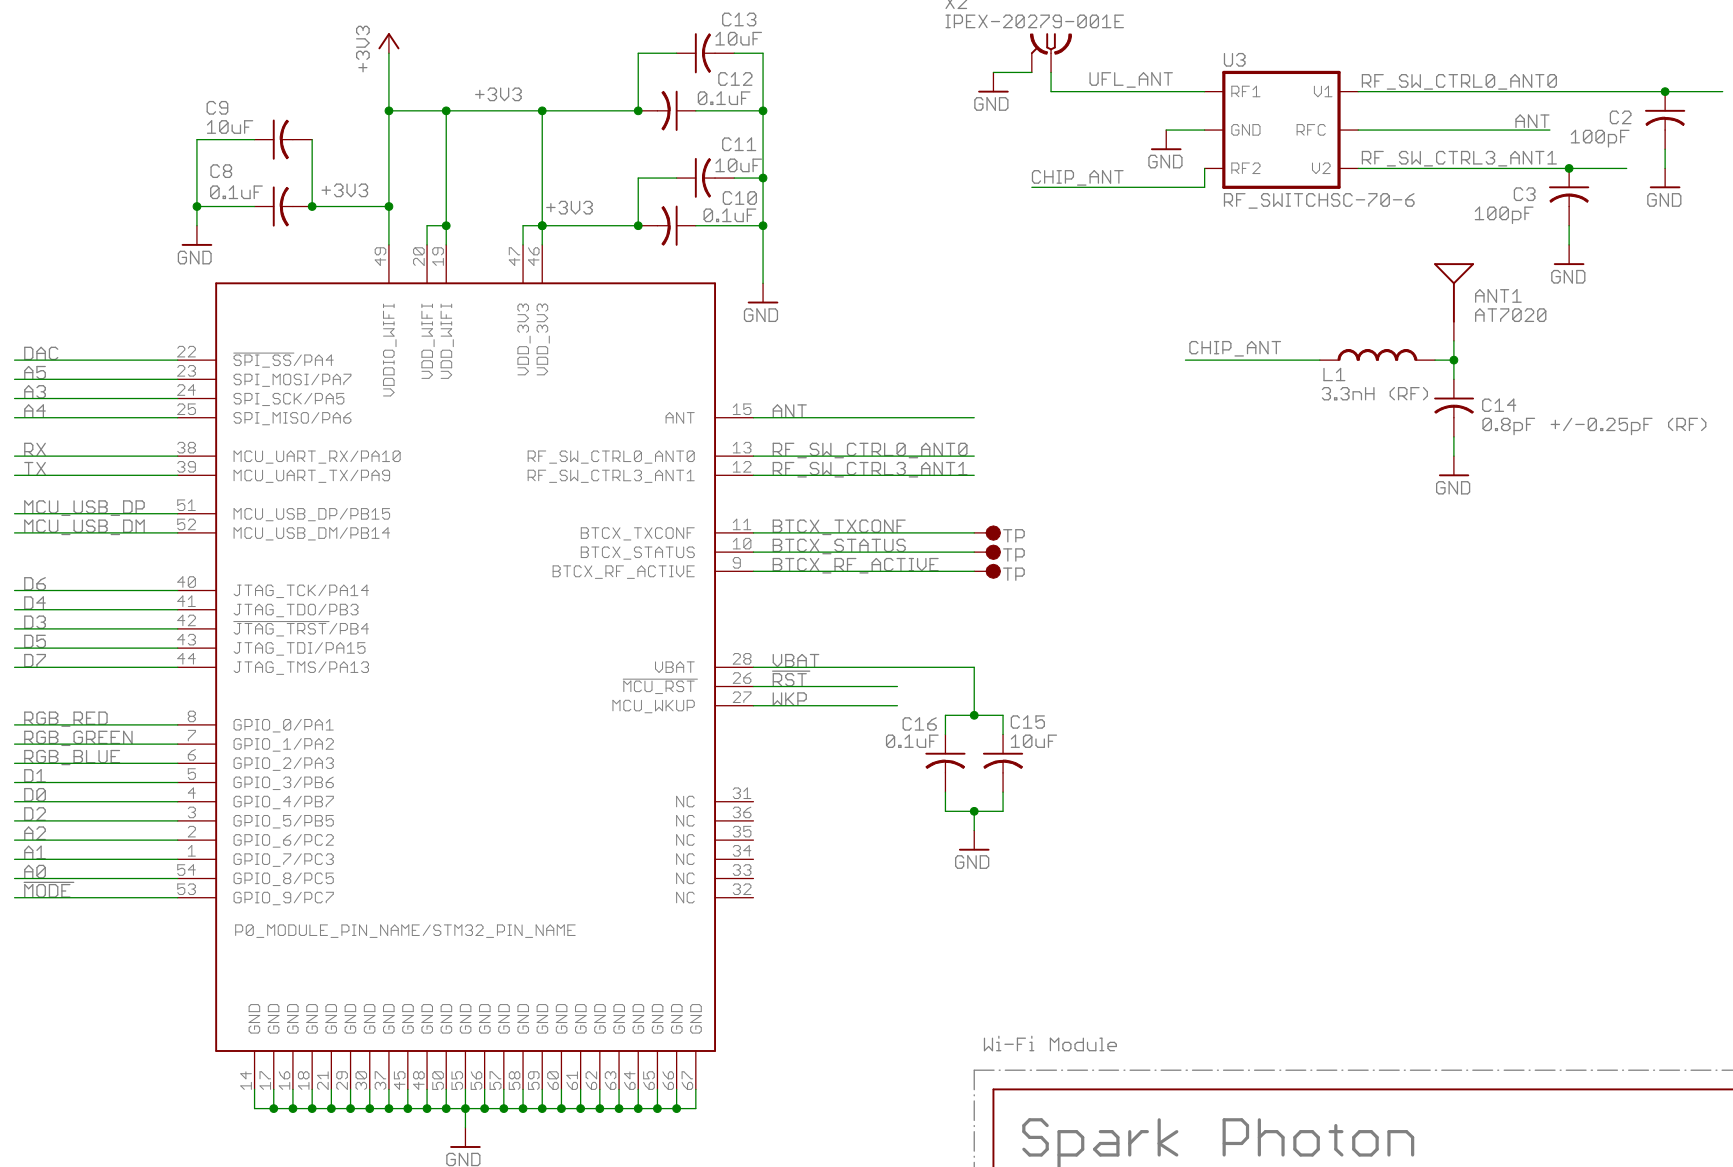 X2
IPEX-20279-001E
C13
10uF
+3V3
C12
0.1uF
+3V3
C9
10uF
C11
10uF
C8
0.1uF
+3V3
C10
0.1uF
+3V3
GND
GND
49
20
19
47
46
VDDIO_WIFI
VDD_WIFI
VDD_WIFI
VDD_3V3
VDD_3V3
UFL_ANT
GND
U3
RF1
V1
RF_SW_CTRL0_ANT0
GND
RFC
ANT
GND
RF2
V2
RF_SW_CTRL3_ANT1
CHIP_ANT
RF_SWITCHSC-70-6
C2
100pF
GND
C3
100pF
GND
ANT1
AT7020
CHIP_ANT
L1
3.3nH (RF)
C14
0.8pF +/-0.25pF (RF)
GND
DAC 22 SPI_SS/PA4
A5 23 SPI_MOSI/PA7
A3 24 SPI_SCK/PA5
A4 25 SPI_MISO/PA6
RX 38 MCU_UART_RX/PA10
TX 39 MCU_UART_TX/PA9
MCU_USB_DP 51 MCU_USB_DP/PB15
MCU_USB_DM 52 MCU_USB_DM/PB14
D6 40 JTAG_TCK/PA14
D4 41 JTAG_TDO/PB3
D3 42 JTAG_TRST/PB4
D5 43 JTAG_TDI/PA15
D7 44 JTAG_TMS/PA13
RGB_RED 8 GPIO_0/PA1
RGB_GREEN 7 GPIO_1/PA2
RGB_BLUE 6 GPIO_2/PA3
D1 5 GPIO_3/PB6
D0 4 GPIO_4/PB7
D2 3 GPIO_5/PB5
A2 2 GPIO_6/PC2
A1 1 GPIO_7/PC3
A0 54 GPIO_8/PC5
MODE 53 GPIO_9/PC7
ANT 15 ANT
RF_SW_CTRL0_ANT0 13 RF_SW_CTRL0_ANT0
RF_SW_CTRL3_ANT1 12 RF_SW_CTRL3_ANT1
BTCX_TXCONF 11 BTCX_TXCONF TP
BTCX_STATUS 10 BTCX_STATUS TP
BTCX_RF_ACTIVE 9 BTCX_RF_ACTIVE TP
VBAT 28 VBAT
MCU_RST 26 RST
MCU_WKUP 27 WKP
C16
0.1uF
C15
10uF
GND
NC 31
NC 36
NC 35
NC 34
NC 33
NC 32
P0_MODULE_PIN_NAME/STM32_PIN_NAME
GND GND GND GND GND GND GND GND GND GND GND GND GND GND GND GND GND GND GND GND GND GND GND GND
14 17 16 18 21 29 30 37 45 48 50 55 56 57 58 59 60 61 62 63 64 65 66 67
GND
Wi-Fi Module
Spark Photon